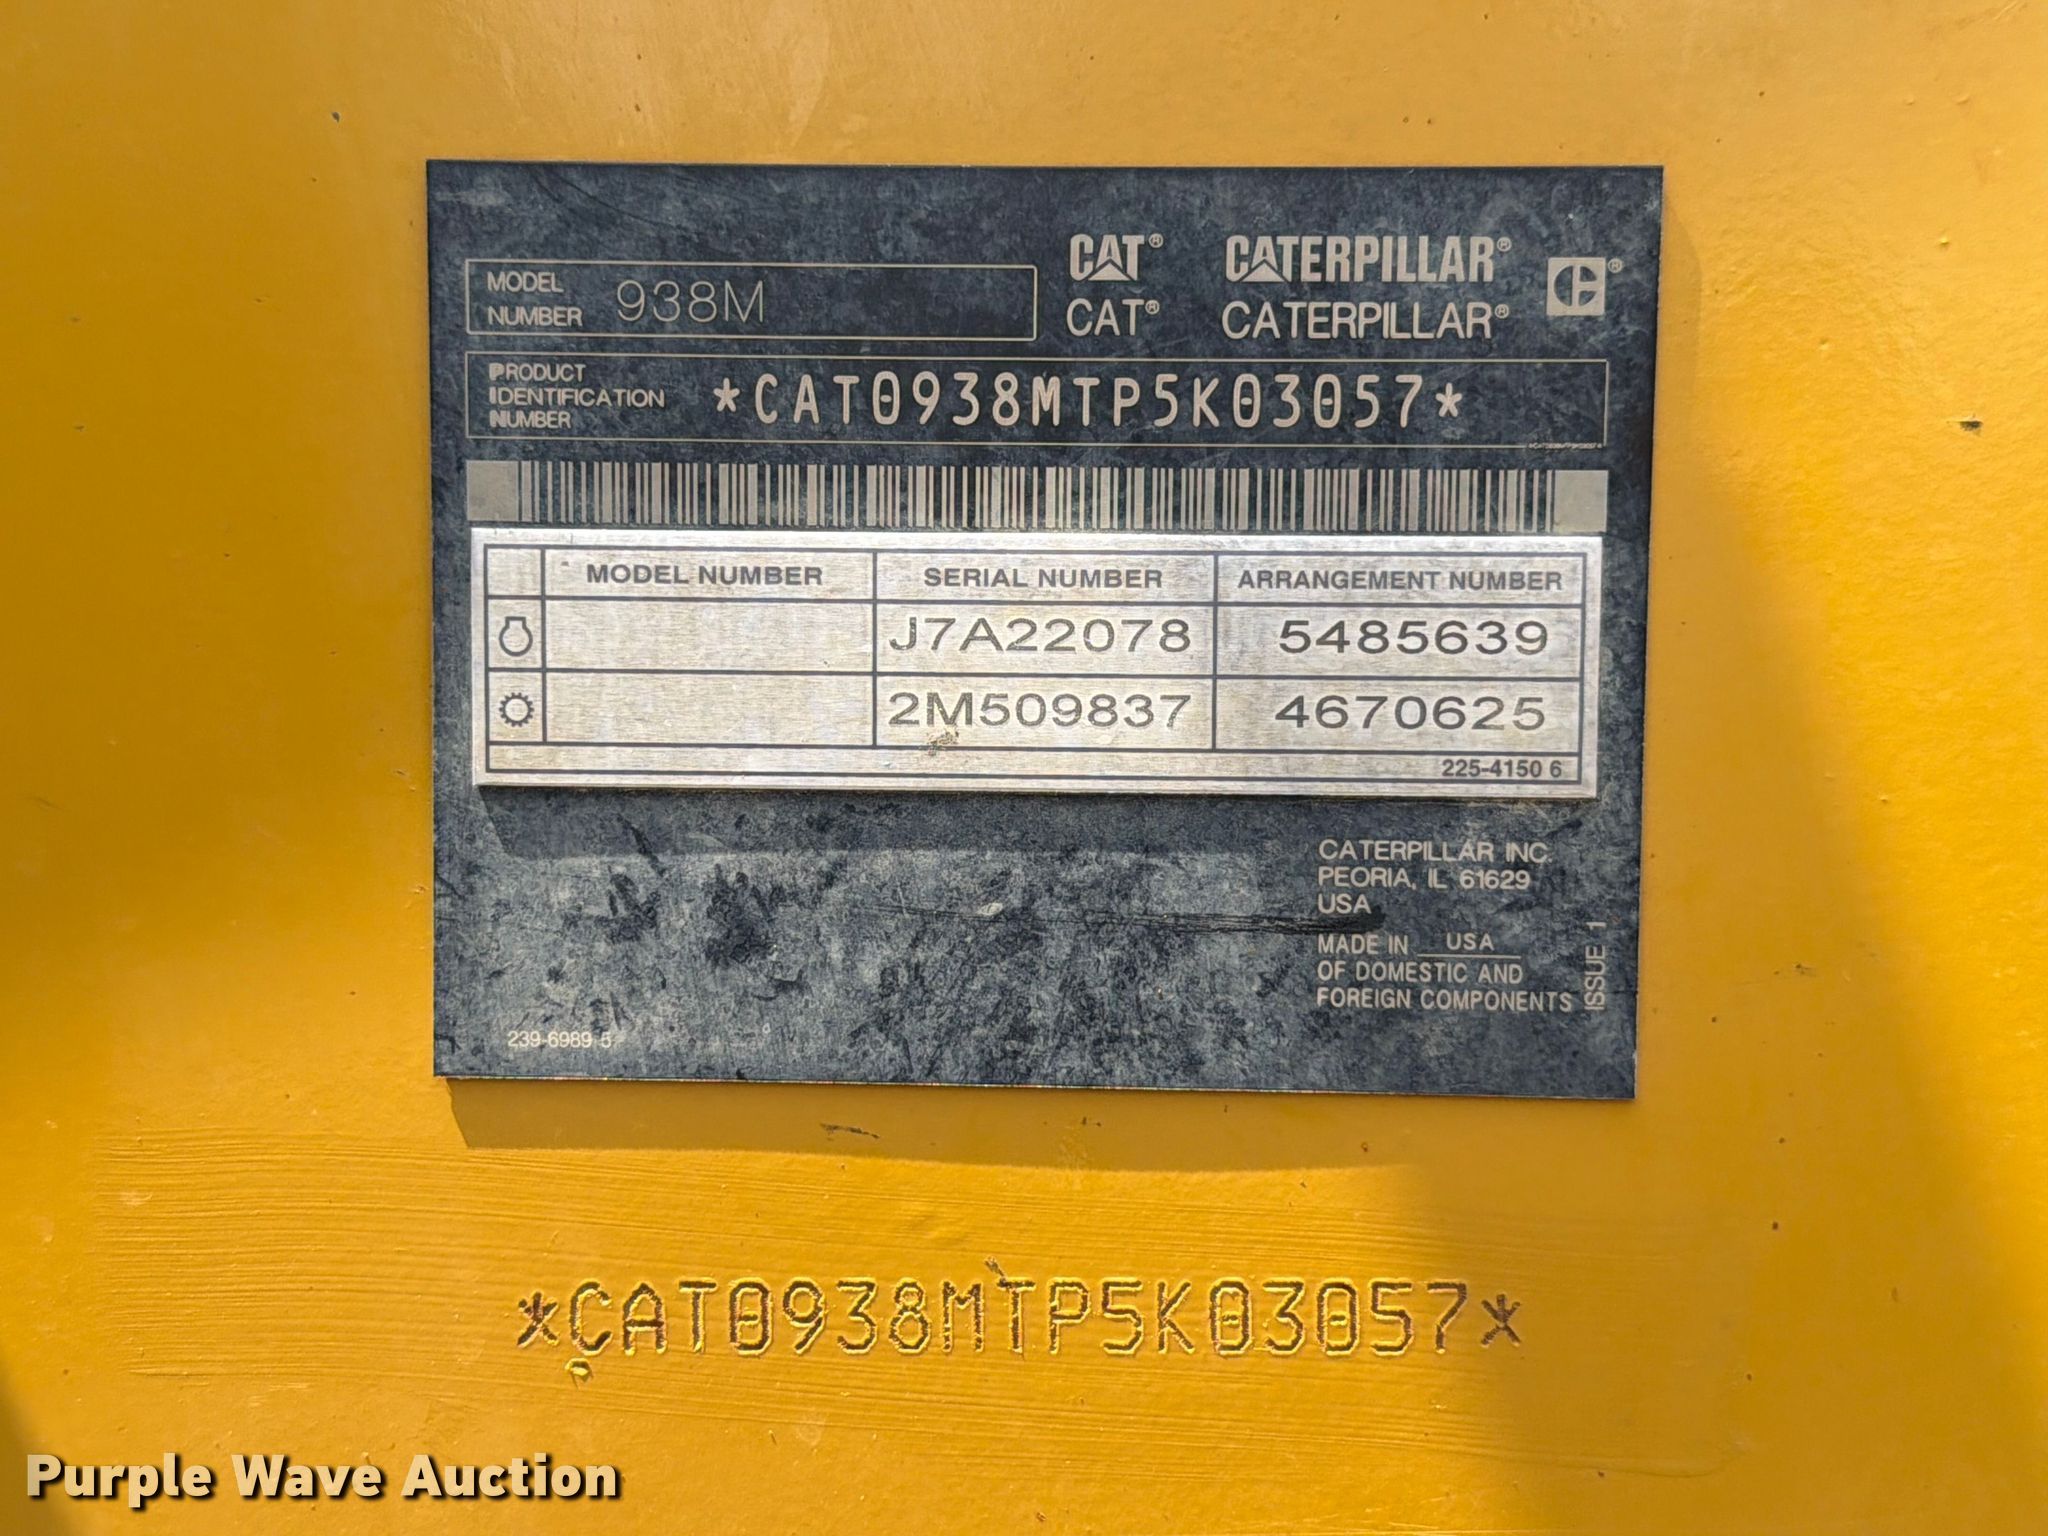 CAT® CATERPILLAR®
MODEL NUMBER 938M
CAT® CATERPILLAR®
PRODUCT IDENTIFICATION NUMBER *CAT0938MTP5K03057*
*CAT0938MTP5K03057*
MODEL NUMBER SERIAL NUMBER ARRANGEMENT NUMBER
J7A22078 5485639
2M509837 4670625
225-4150 6
CATERPILLAR INC.
PEORIA, IL 61629
USA
MADE IN USA
OF DOMESTIC AND
FOREIGN COMPONENTS
ISSUE 1
239-6989 5
*CAT0938MTP5K03057*
Purple Wave Auction